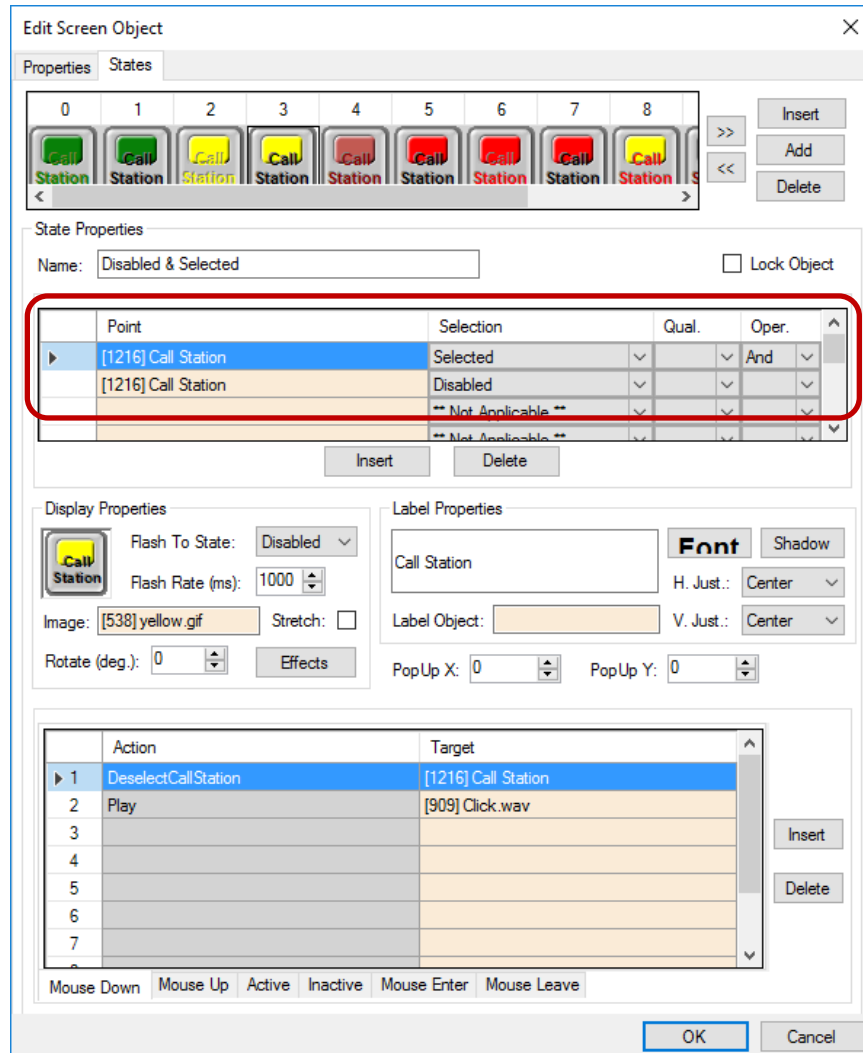 Edit Screen Object
Properties States
0 1 2 3 4 5 6 7 8
Call Call Call Call Call Call Call Call Call
Station Station Station Station Station Station Station Station Station S
>>
<<
Insert
Add
Delete
State Properties
Name: Disabled & Selected Lock Object
Point Selection Qual. Oper.
[1216] Call Station Selected And
[1216] Call Station Disabled
** Not Applicable **
** Not Applicable **
Insert Delete
Display Properties
Call
Station
Flash To State: Disabled
Flash Rate (ms): 1000
Image: [538] yellow.gif Stretch:
Rotate (deg.): 0 Effects
Label Properties
Call Station
Font Shadow
H. Just.: Center
Label Object: V. Just.: Center
PopUp X: 0 PopUp Y: 0
Action Target
1 DeselectCallStation [1216] Call Station
2 Play [909] Click.wav
3
4
5
6
7
Insert
Delete
Mouse Down Mouse Up Active Inactive Mouse Enter Mouse Leave
OK Cancel